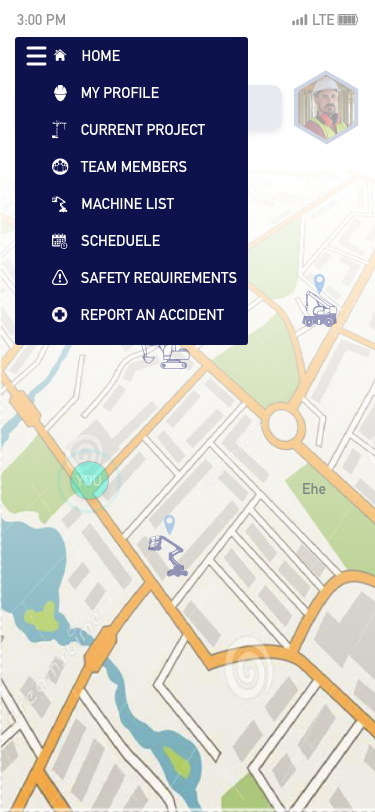 3:00 PM
LTE
HOME
MY PROFILE
CURRENT PROJECT
TEAM MEMBERS
MACHINE LIST
SCHEDUELE
SAFETY REQUIREMENTS
REPORT AN ACCIDENT
YOU
Ehe